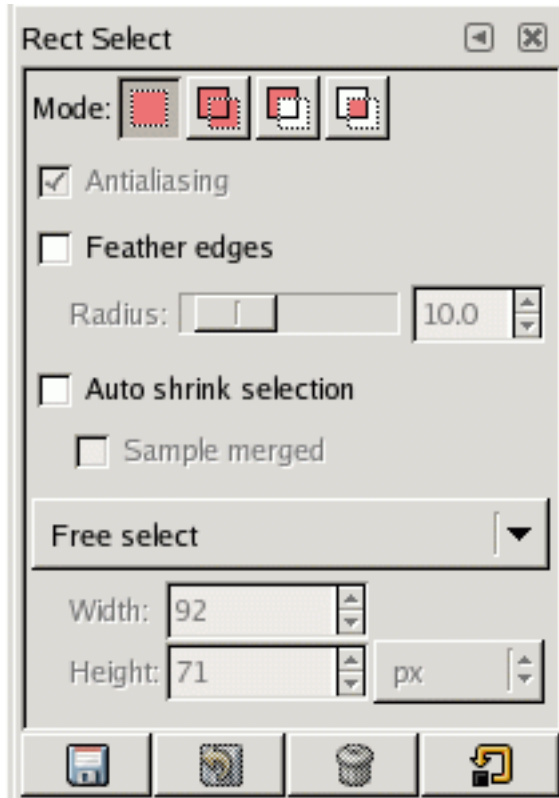 Rect Select
Mode:
Antialiasing
Feather edges
Radius: 10.0
Auto shrink selection
Sample merged
Free select
Width: 92
Height: 71 px